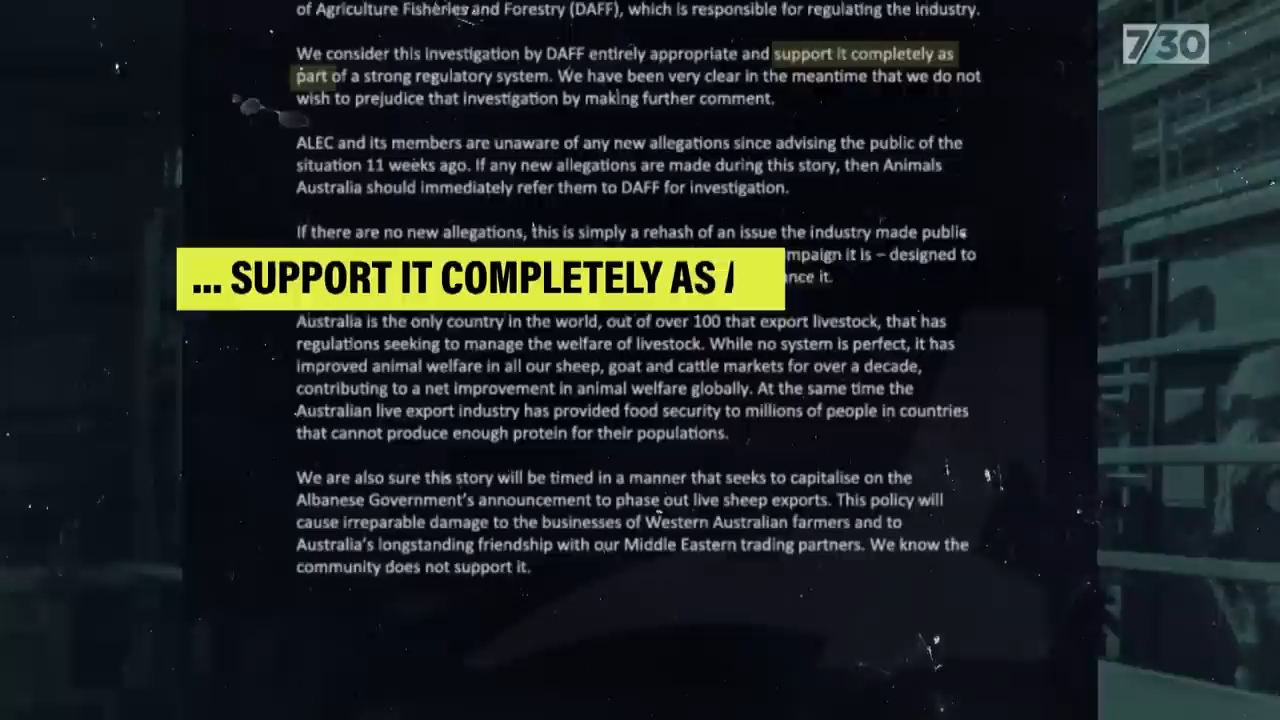 of Agriculture Fisheries and Forestry (DAFF), which is responsible for regulating the industry.
7/30
We consider this investigation by DAFF entirely appropriate and support it completely as
part of a strong regulatory system. We have been very clear in the meantime that we do not
wish to prejudice that investigation by making further comment.
ALEC and its members are unaware of any new allegations since advising the public of the
situation 11 weeks ago. If any new allegations are made during this story, then Animals
Australia should immediately refer them to DAFF for investigation.
If there are no new allegations, this is simply a rehash of an issue the industry made public
it is – designed to
... SUPPORT IT COMPLETELY AS
it.
Australia is the only country in the world, out of over 100 that export livestock, that has
regulations seeking to manage the welfare of livestock. While no system is perfect, it has
improved animal welfare in all our sheep, goat and cattle markets for over a decade,
contributing to a net improvement in animal welfare globally. At the same time the
Australian live export industry has provided food security to millions of people in countries
that cannot produce enough protein for their populations.
We are also sure this story will be timed in a manner that seeks to capitalise on the
Albanese Government's announcement to phase out live sheep exports. This policy will
cause irreparable damage to the businesses of Western Australian farmers and to
Australia's longstanding friendship with our Middle Eastern trading partners. We know the
community does not support it.